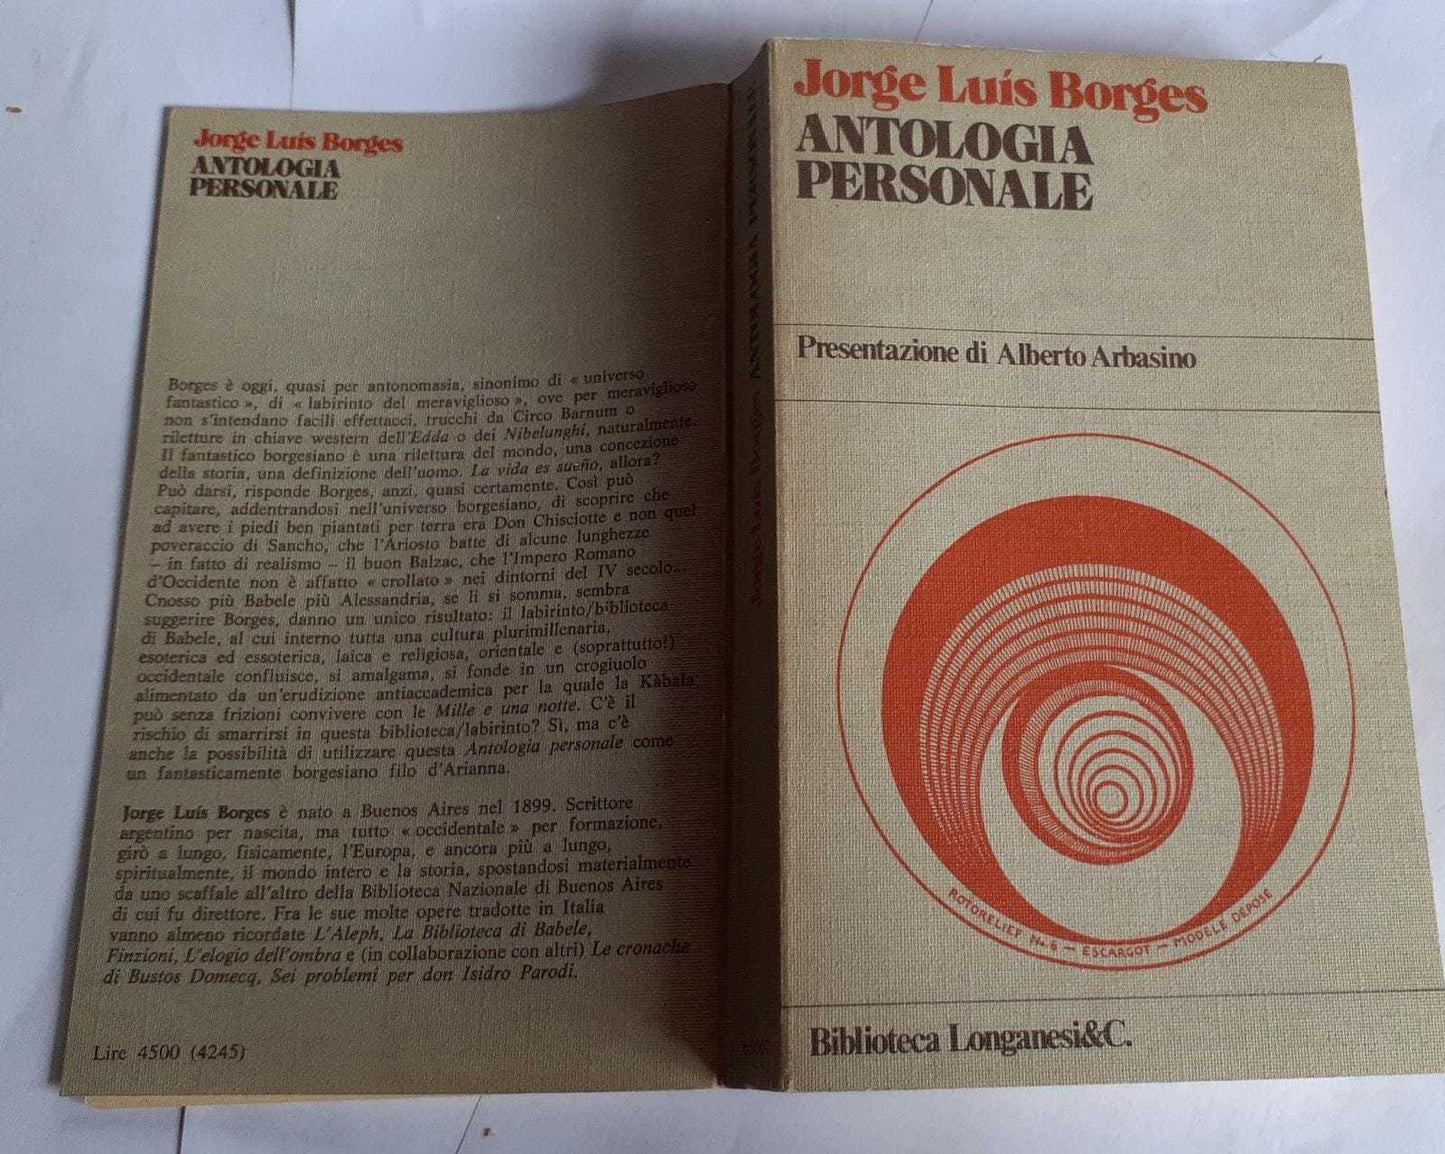 Jorge Luís Borges
ANTOLOGIA
PERSONALE
Borges è oggi, quasi per antonomasia, sinonimo di « universo
fantastico », di « labirinto del meraviglioso », ove per meraviglioso
non s'intendano facili effettacci, trucchi da Circo Barnum o
riletture in chiave western dell'Edda o dei Nibelunghi, naturalmente.
Il fantastico borgesiano è una rilettura del mondo, una concezione
della storia, una definizione dell'uomo. La vida es sueño, allora?
Può darsi, risponde Borges, anzi, quasi certamente. Così può
capitare, addentrandosi nell'universo borgesiano, di scoprire che
ad avere i piedi ben piantati per terra era Don Chisciotte e non quel
poveraccio di Sancho, che l'Ariosto batte di alcune lunghezze
– in fatto di realismo – il buon Balzac, che l'Impero Romano
d'Occidente non è affatto « crollato » nei dintorni del IV secolo...
Cnosso più Babele più Alessandria, se li si somma, sembra
suggerire Borges, danno un unico risultato: il labirinto/biblioteca
di Babele, al cui interno tutta una cultura plurimillenaria,
esoterica ed essoterica, laica e religiosa, orientale e (soprattutto!)
occidentale confluisce, si amalgama, si fonde in un crogiuolo
alimentato da un'erudizione antiaccademica per la quale la Kàbala
può senza frizioni convivere con le Mille e una notte. C'è il
rischio di smarrirsi in questa biblioteca/labirinto? Sì, ma c'è
anche la possibilità di utilizzare questa Antologia personale come
un fantasticamente borgesiano filo d'Arianna.
Jorge Luís Borges è nato a Buenos Aires nel 1899. Scrittore
argentino per nascita, ma tutto « occidentale » per formazione,
girò a lungo, fisicamente, l'Europa, e ancora più a lungo,
spiritualmente, il mondo intero e la storia, spostandosi materialmente
da uno scaffale all'altro della Biblioteca Nazionale di Buenos Aires
di cui fu direttore. Fra le sue molte opere tradotte in Italia
vanno almeno ricordate L'Aleph, La Biblioteca di Babele,
Finzioni, L'elogio dell'ombra e (in collaborazione con altri) Le cronache
di Bustos Domecq, Sei problemi per don Isidro Parodi.
Lire 4500 (4245)
Jorge Luís Borges ANTOLOGIA PERSONALE
Jorge Luís Borges
ANTOLOGIA
PERSONALE
Presentazione di Alberto Arbasino
ROTORELIEF No 6 – ESCARGOT – MODELE DEPOSE
Biblioteca Longanesi&C.